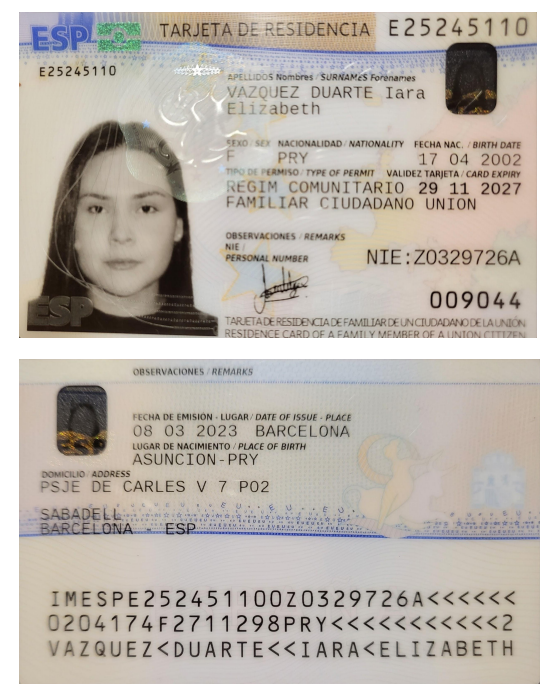 ESP TARJETA DE RESIDENCIA E25245110
E25245110
APELLIDOS Nombres / SURNAMES Forenames
VAZQUEZ DUARTE Iara
Elizabeth
SEXO / SEX NACIONALIDAD / NATIONALITY FECHA NAC. / BIRTH DATE
F PRY 17 04 2002
TIPO DE PERMISO / TYPE OF PERMIT VALIDEZ TARJETA / CARD EXPIRY
REGIM COMUNITARIO 29 11 2027
FAMILIAR CIUDADANO UNION
OBSERVACIONES / REMARKS
NIE /
PERSONAL NUMBER NIE:Z0329726A
ESP
009044
TARJETA DE RESIDENCIA DE FAMILIAR DE UN CIUDADANO DE LA UNIÓN
RESIDENCE CARD OF A FAMILY MEMBER OF A UNION CITIZEN
OBSERVACIONES / REMARKS
FECHA DE EMISIÓN - LUGAR / DATE OF ISSUE - PLACE
08 03 2023 BARCELONA
LUGAR DE NACIMIENTO / PLACE OF BIRTH
ASUNCION-PRY
DOMICILIO / ADDRESS
PSJE DE CARLES V 7 P02
SABADELL
BARCELONA - ESP
IMESPE252451100Z0329726A<<<<<<
0204174F2711298PRY<<<<<<<<<<<2
VAZQUEZ<DUARTE<<IARA<ELIZABETH